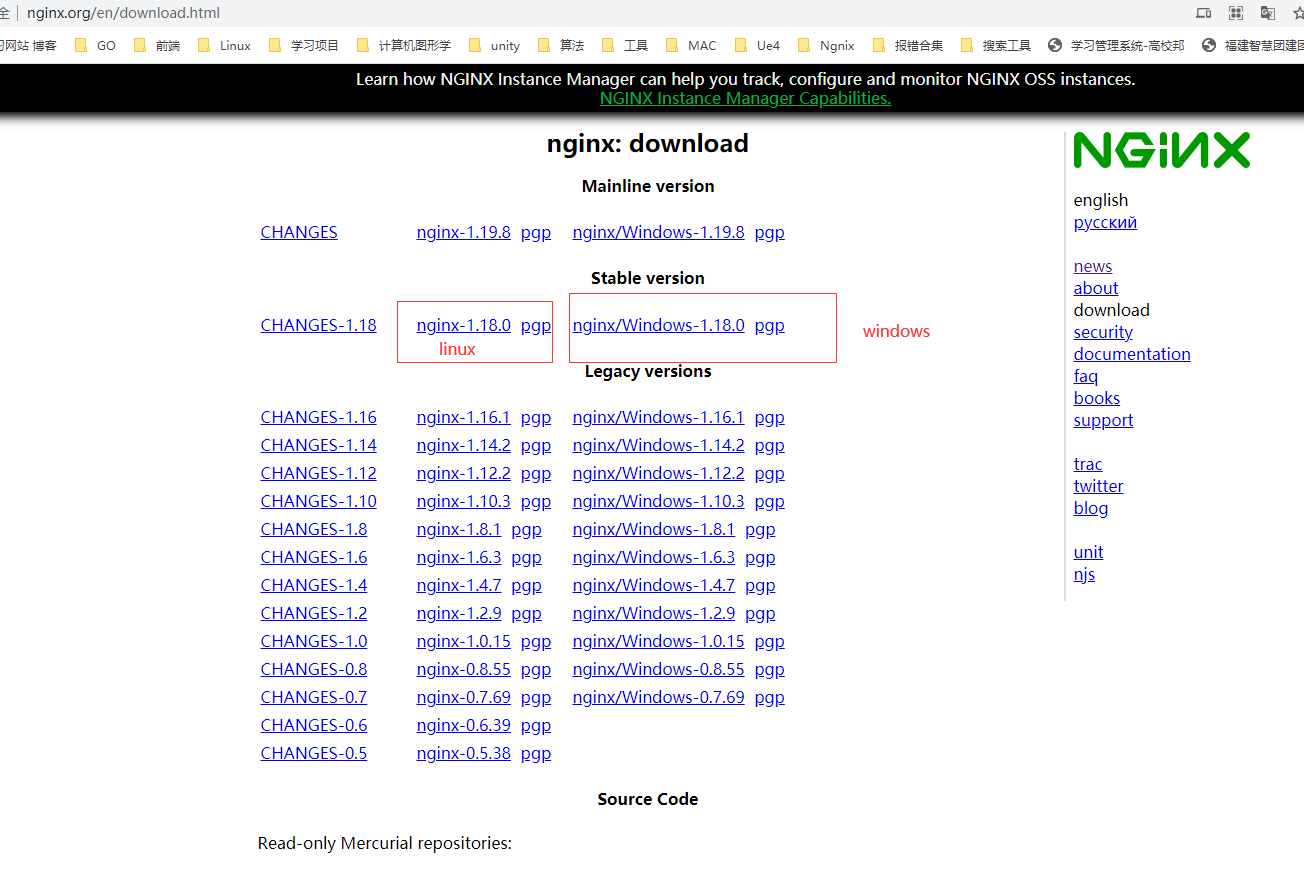 全 nginx.org/en/download.html
习网站 博客 GO 前端 Linux 学习项目 计算机图形学 unity 算法 工具 MAC Ue4 Ngnix 报错合集 搜索工具 学习管理系统-高校邦 福建智慧团建团
Learn how NGINX Instance Manager can help you track, configure and monitor NGINX OSS instances.
NGINX Instance Manager Capabilities.
nginx: download
Mainline version
CHANGES nginx-1.19.8 pgp nginx/Windows-1.19.8 pgp
Stable version
CHANGES-1.18 nginx-1.18.0 pgp nginx/Windows-1.18.0 pgp windows
linux
Legacy versions
CHANGES-1.16 nginx-1.16.1 pgp nginx/Windows-1.16.1 pgp
CHANGES-1.14 nginx-1.14.2 pgp nginx/Windows-1.14.2 pgp
CHANGES-1.12 nginx-1.12.2 pgp nginx/Windows-1.12.2 pgp
CHANGES-1.10 nginx-1.10.3 pgp nginx/Windows-1.10.3 pgp
CHANGES-1.8 nginx-1.8.1 pgp nginx/Windows-1.8.1 pgp
CHANGES-1.6 nginx-1.6.3 pgp nginx/Windows-1.6.3 pgp
CHANGES-1.4 nginx-1.4.7 pgp nginx/Windows-1.4.7 pgp
CHANGES-1.2 nginx-1.2.9 pgp nginx/Windows-1.2.9 pgp
CHANGES-1.0 nginx-1.0.15 pgp nginx/Windows-1.0.15 pgp
CHANGES-0.8 nginx-0.8.55 pgp nginx/Windows-0.8.55 pgp
CHANGES-0.7 nginx-0.7.69 pgp nginx/Windows-0.7.69 pgp
CHANGES-0.6 nginx-0.6.39 pgp
CHANGES-0.5 nginx-0.5.38 pgp
Source Code
Read-only Mercurial repositories:
NGINX
english
русский
news
about
download
security
documentation
faq
books
support
trac
twitter
blog
unit
njs